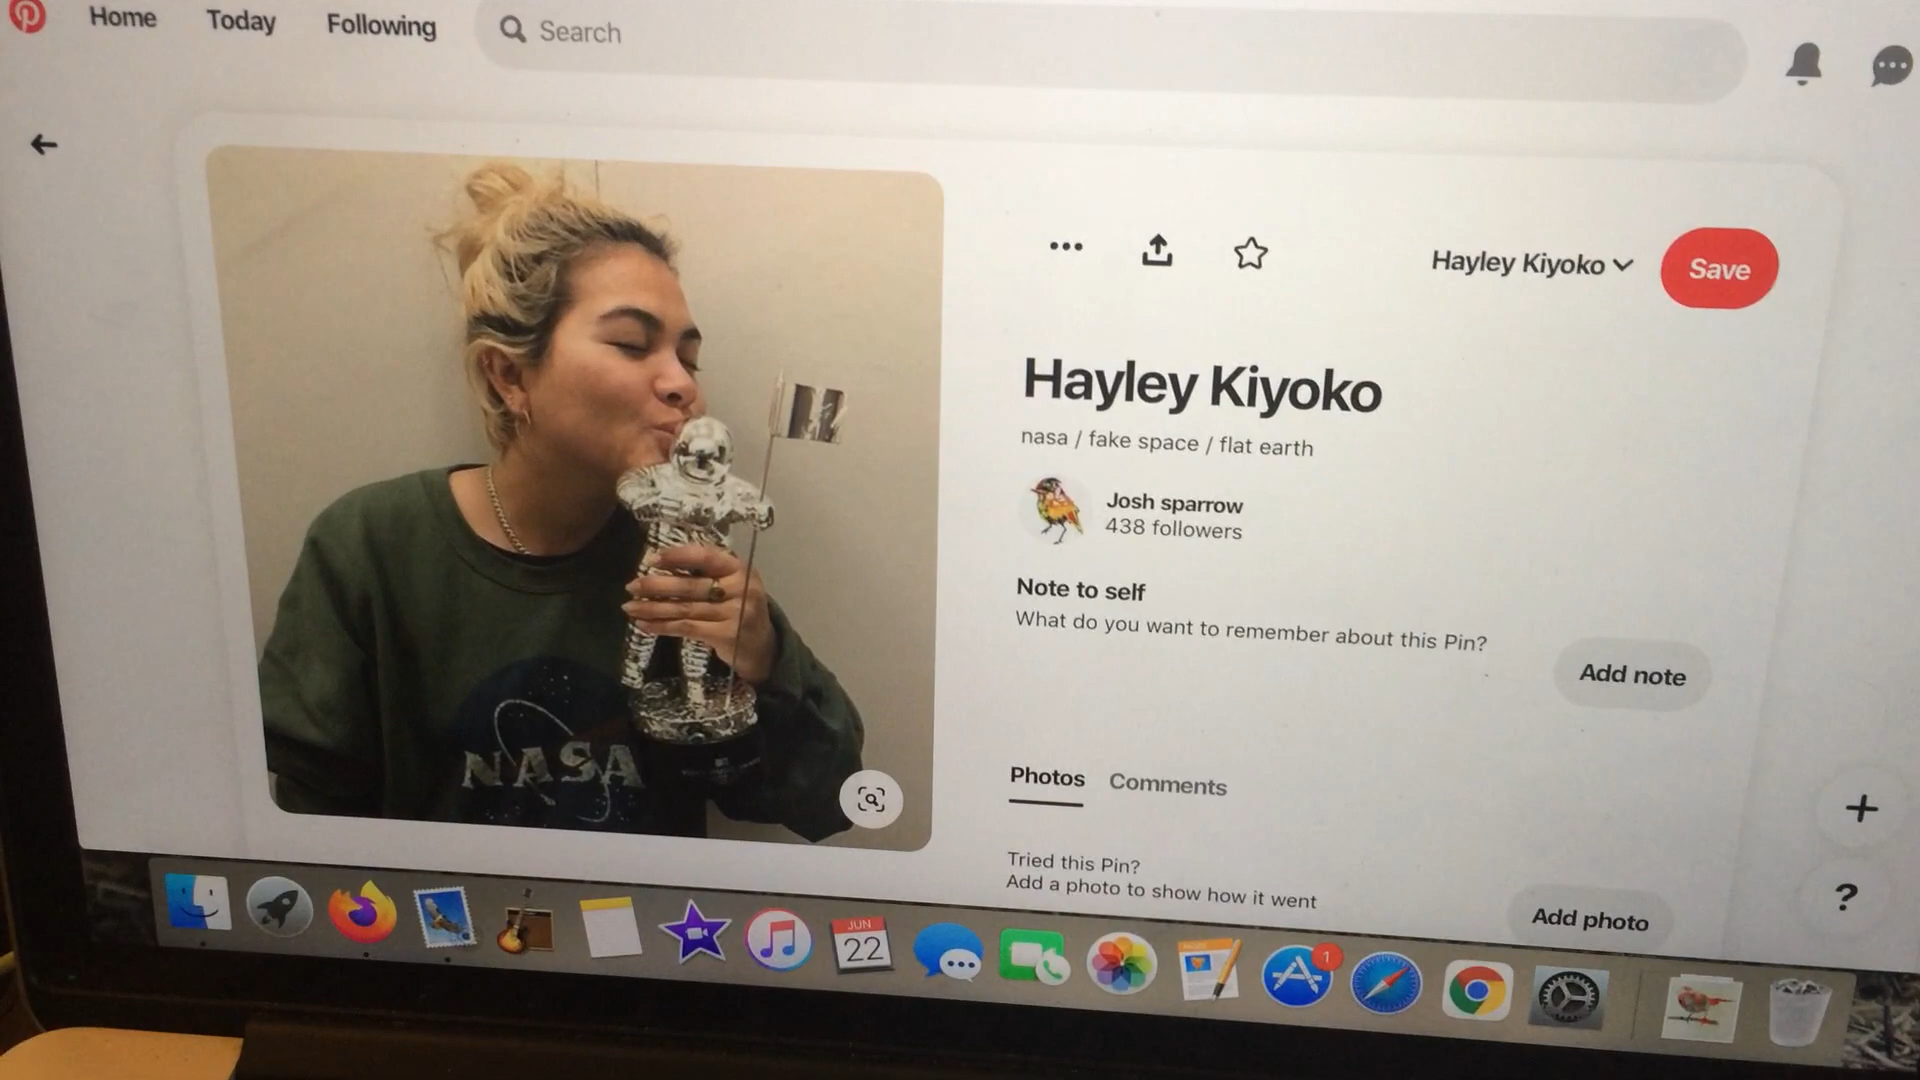 Home Today Following Search
Hayley Kiyoko Save
Hayley Kiyoko
nasa / fake space / flat earth
Josh sparrow
438 followers
Note to self
What do you want to remember about this Pin?
Add note
NASA
Photos Comments
Tried this Pin?
Add a photo to show how it went
Add photo
?
JUN
22
1